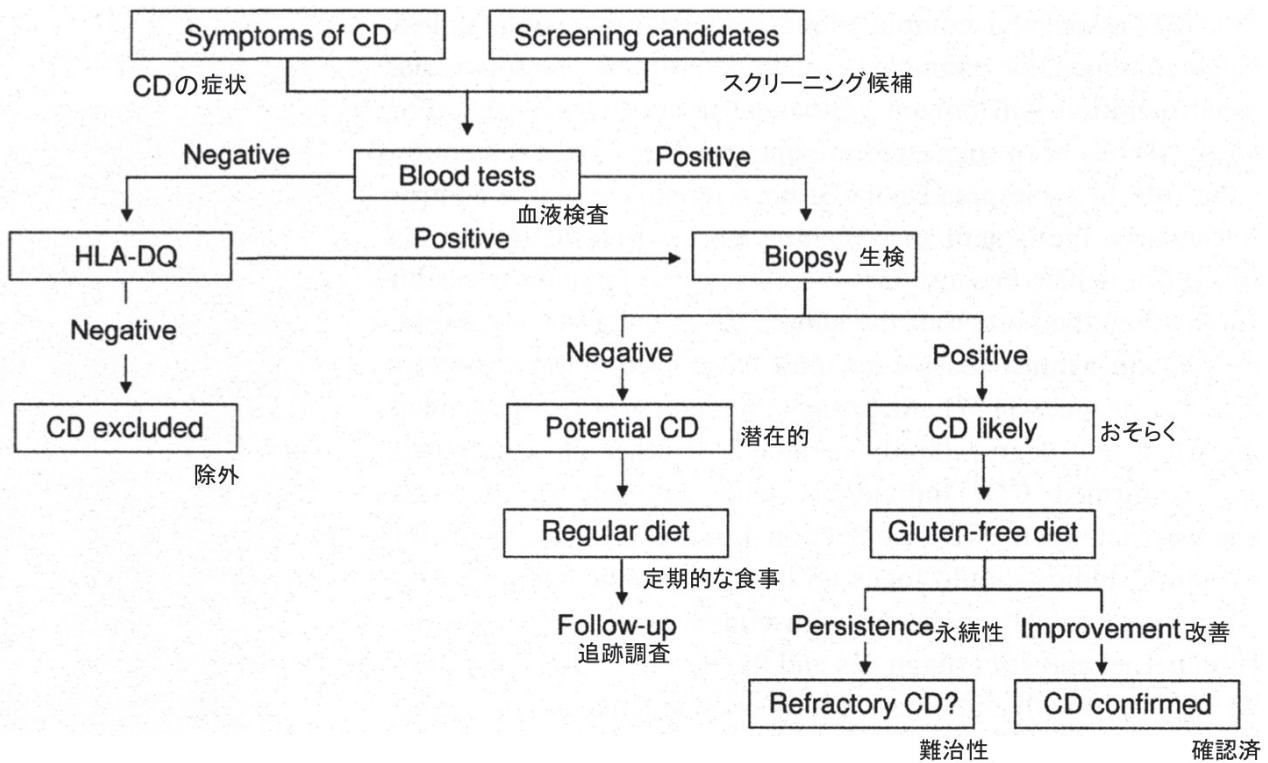 Symptoms of CD
Screening candidates
CDの症状
スクリーニング候補
Negative
Positive
Blood tests
血液検査
Positive
HLA-DQ
Biopsy 生検
Negative
Negative
Positive
CD excluded
除外
Potential CD
潜在的
CD likely
おそらく
Regular diet
定期的な食事
Gluten-free diet
Follow-up
追跡調査
Persistence 永続性
Improvement 改善
Refractory CD?
難治性
CD confirmed
確認済